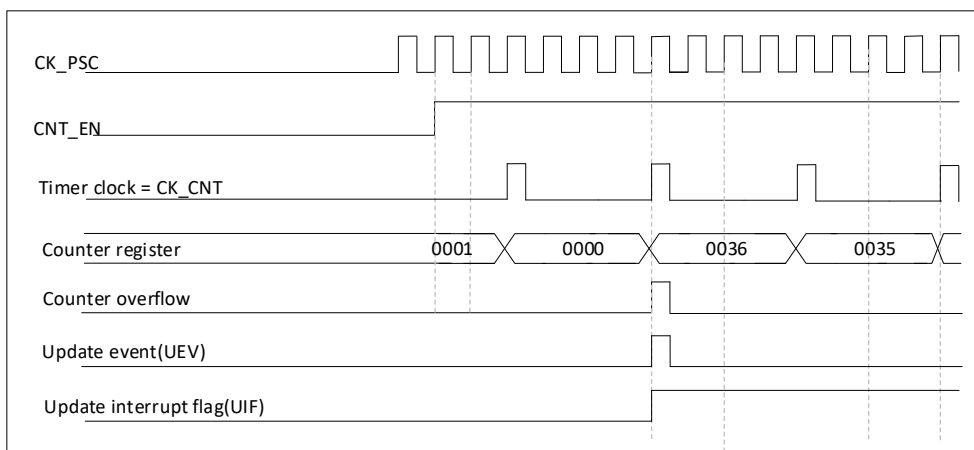 CK_PSC
CNT_EN
Timer clock = CK_CNT
Counter register 0001 0000 0036 0035
Counter overflow
Update event(UEV)
Update interrupt flag(UIF)